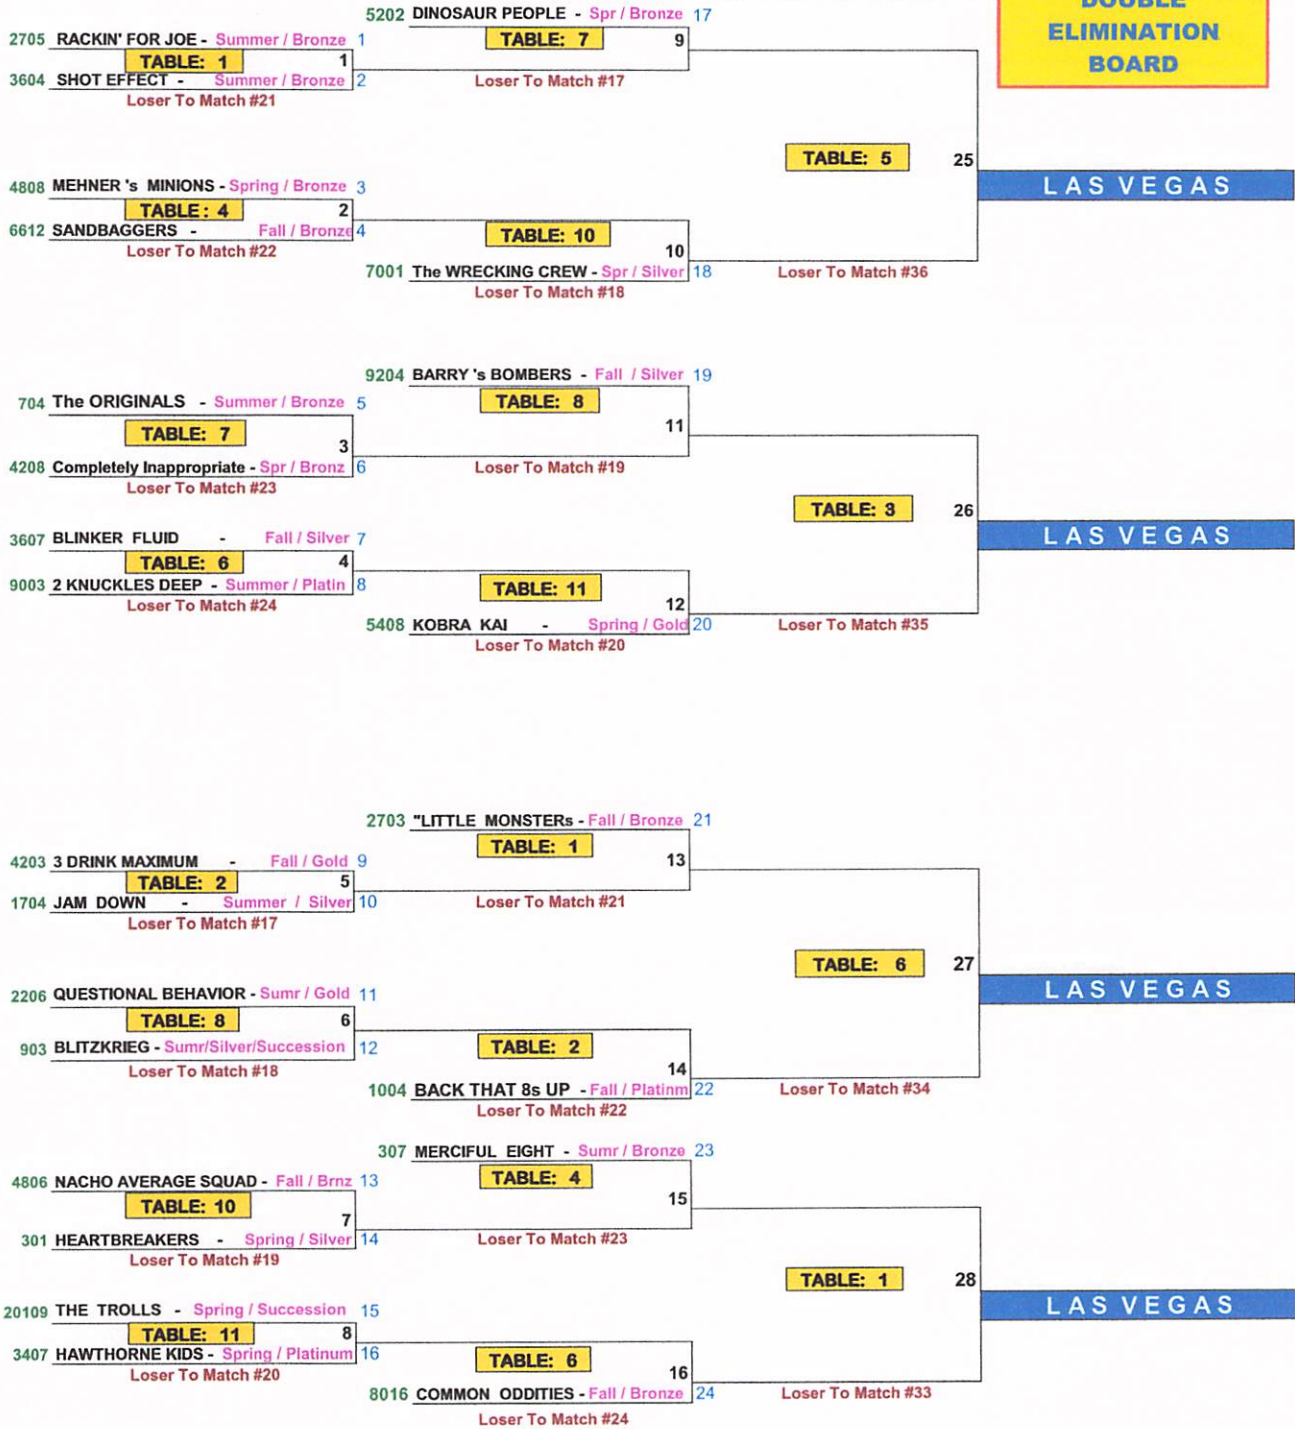 5202 DINOSAUR PEOPLE - Spr / Bronze 17
DOUBLE
ELIMINATION
BOARD
2705 RACKIN' FOR JOE - Summer / Bronze 1
TABLE: 7 9
TABLE: 1 1
3604 SHOT EFFECT - Summer / Bronze 2
Loser To Match #17
Loser To Match #21
TABLE: 5 25
4808 MEHNER 's MINIONS - Spring / Bronze 3
LAS VEGAS
TABLE: 4 2
6612 SANDBAGGERS - Fall / Bronze 4
TABLE: 10
Loser To Match #22
10
7001 The WRECKING CREW - Spr / Silver 18
Loser To Match #36
Loser To Match #18
9204 BARRY 's BOMBERS - Fall / Silver 19
704 The ORIGINALS - Summer / Bronze 5
TABLE: 8
11
TABLE: 7
3
4208 Completely Inappropriate - Spr / Bronz 6
Loser To Match #19
Loser To Match #23
TABLE: 3 26
3607 BLINKER FLUID - Fall / Silver 7
LAS VEGAS
TABLE: 6 4
9003 2 KNUCKLES DEEP - Summer / Platin 8
TABLE: 11
Loser To Match #24
12
5408 KOBRA KAI - Spring / Gold 20
Loser To Match #35
Loser To Match #20
2703 "LITTLE MONSTERs - Fall / Bronze 21
TABLE: 1
4203 3 DRINK MAXIMUM - Fall / Gold 9
13
TABLE: 2 5
1704 JAM DOWN - Summer / Silver 10
Loser To Match #21
Loser To Match #17
TABLE: 6 27
LAS VEGAS
2206 QUESTIONAL BEHAVIOR - Sumr / Gold 11
TABLE: 8 6
903 BLITZKRIEG - Sumr/Silver/Succession 12
TABLE: 2
Loser To Match #18
14
1004 BACK THAT 8s UP - Fall / Platinm 22
Loser To Match #34
Loser To Match #22
307 MERCIFUL EIGHT - Sumr / Bronze 23
4806 NACHO AVERAGE SQUAD - Fall / Brnz 13
TABLE: 4
15
TABLE: 10
7
301 HEARTBREAKERS - Spring / Silver 14
Loser To Match #23
Loser To Match #19
TABLE: 1 28
LAS VEGAS
20109 THE TROLLS - Spring / Succession 15
TABLE: 11 8
3407 HAWTHORNE KIDS - Spring / Platinum 16
TABLE: 6
Loser To Match #20
16
8016 COMMON ODDITIES - Fall / Bronze 24
Loser To Match #33
Loser To Match #24